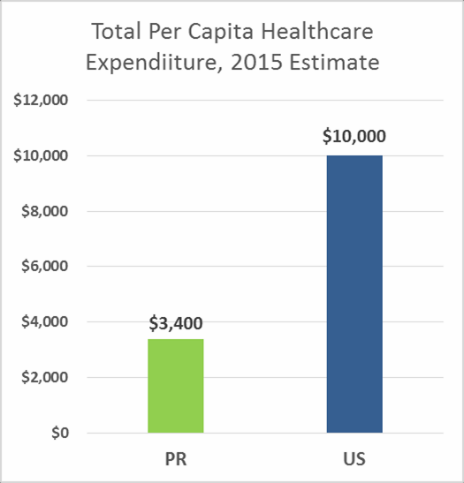 Total Per Capita Healthcare
Expendiiture, 2015 Estimate
$12,000
$10,000
$8,000
$6,000
$4,000
$2,000
$0
$3,400
$10,000
PR
US